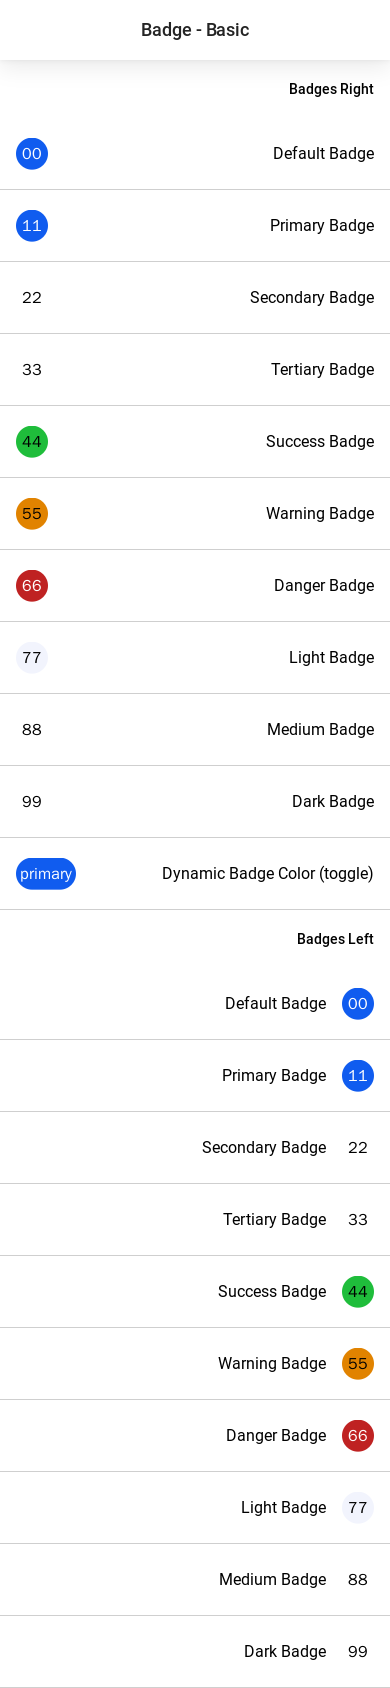 Badge - Basic
Badges Right
00 Default Badge
11 Primary Badge
22 Secondary Badge
33 Tertiary Badge
44 Success Badge
55 Warning Badge
66 Danger Badge
77 Light Badge
88 Medium Badge
99 Dark Badge
primary Dynamic Badge Color (toggle)
Badges Left
Default Badge 00
Primary Badge 11
Secondary Badge 22
Tertiary Badge 33
Success Badge 44
Warning Badge 55
Danger Badge 66
Light Badge 77
Medium Badge 88
Dark Badge 99